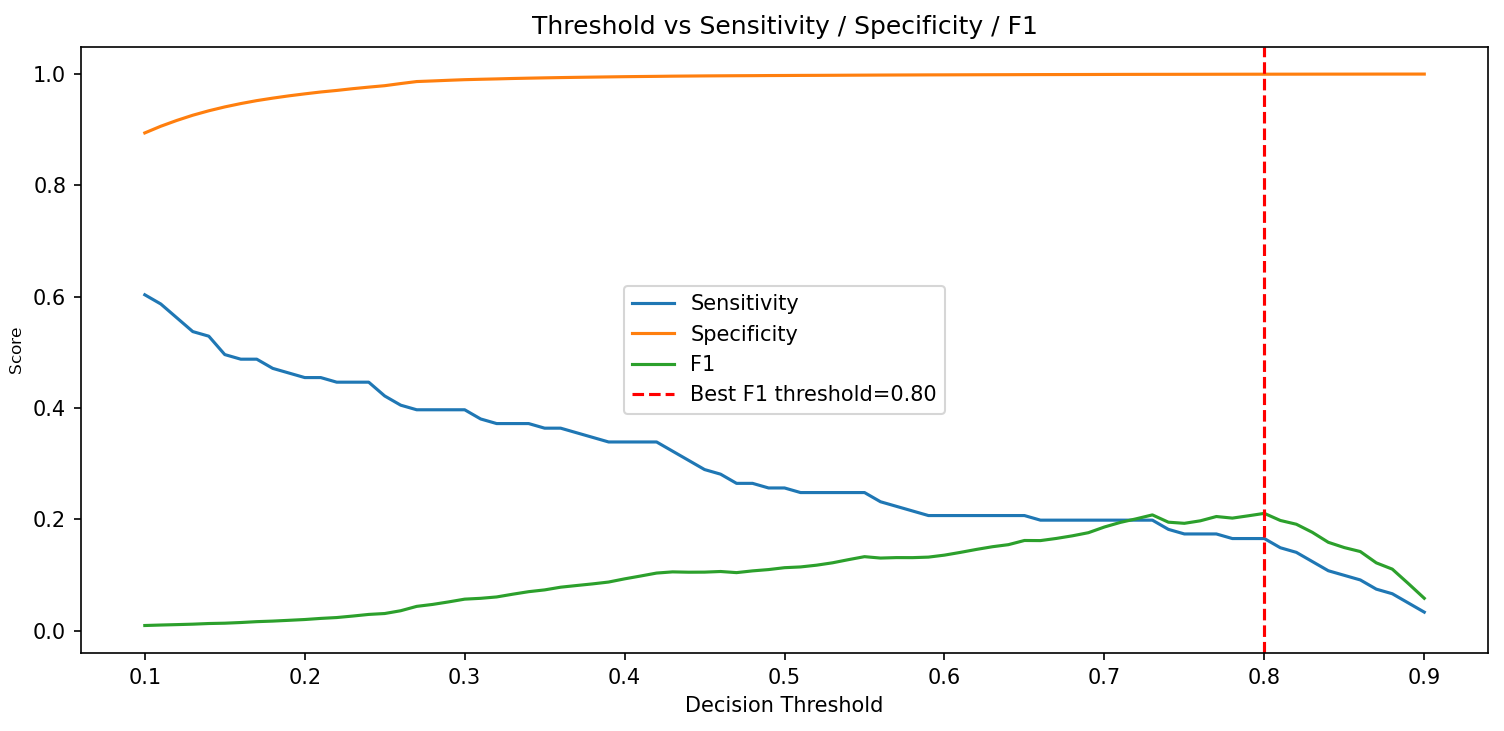 Threshold vs Sensitivity / Specificity / F1
Score
1.0
0.8
0.6
0.4
0.2
0.0
Sensitivity
Specificity
F1
Best F1 threshold=0.80
0.1 0.2 0.3 0.4 0.5 0.6 0.7 0.8 0.9
Decision Threshold